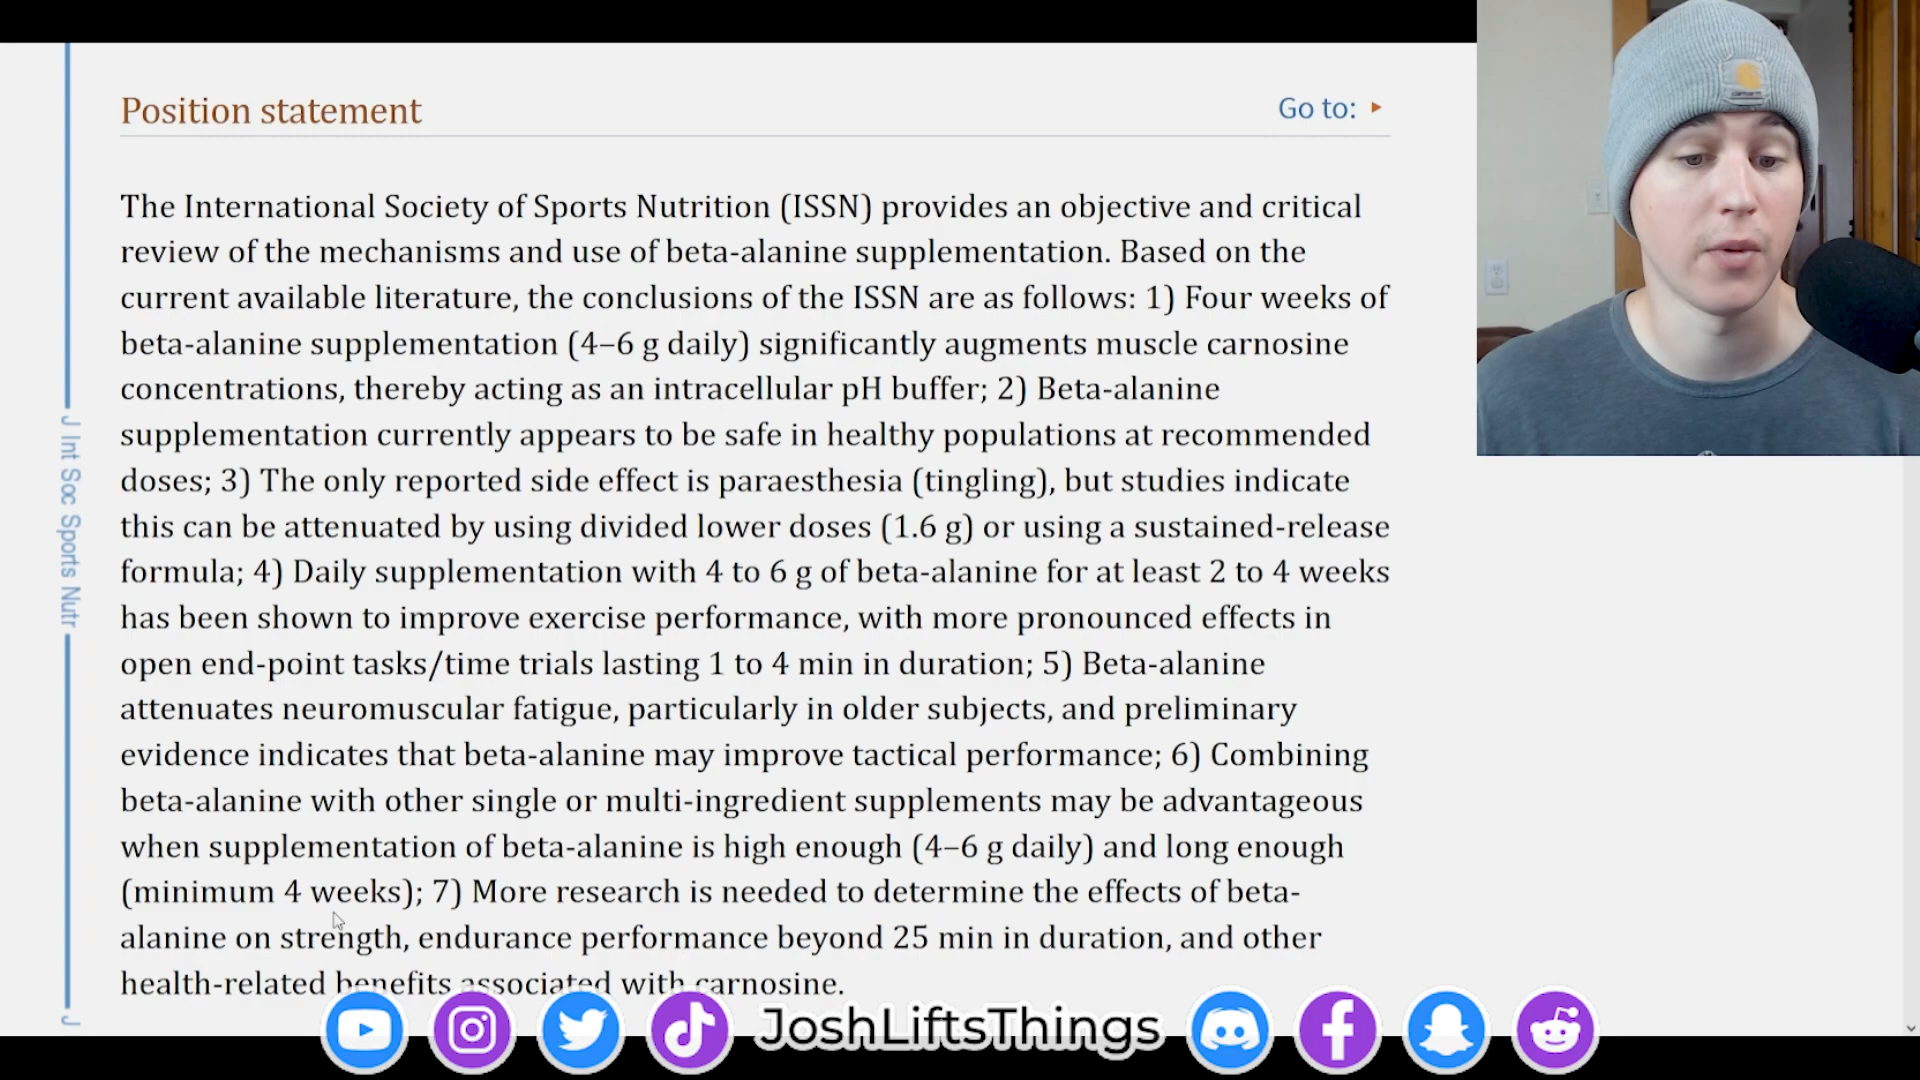 Position statement
Go to:
The International Society of Sports Nutrition (ISSN) provides an objective and critical
review of the mechanisms and use of beta-alanine supplementation. Based on the
current available literature, the conclusions of the ISSN are as follows: 1) Four weeks of
beta-alanine supplementation (4–6 g daily) significantly augments muscle carnosine
concentrations, thereby acting as an intracellular pH buffer; 2) Beta-alanine
supplementation currently appears to be safe in healthy populations at recommended
doses; 3) The only reported side effect is paraesthesia (tingling), but studies indicate
this can be attenuated by using divided lower doses (1.6 g) or using a sustained-release
formula; 4) Daily supplementation with 4 to 6 g of beta-alanine for at least 2 to 4 weeks
has been shown to improve exercise performance, with more pronounced effects in
open end-point tasks/time trials lasting 1 to 4 min in duration; 5) Beta-alanine
attenuates neuromuscular fatigue, particularly in older subjects, and preliminary
evidence indicates that beta-alanine may improve tactical performance; 6) Combining
beta-alanine with other single or multi-ingredient supplements may be advantageous
when supplementation of beta-alanine is high enough (4–6 g daily) and long enough
(minimum 4 weeks); 7) More research is needed to determine the effects of beta-
alanine on strength, endurance performance beyond 25 min in duration, and other
health-related benefits associated with carnosine.
J Int Soc Sports Nutr
J
JoshLiftsThings